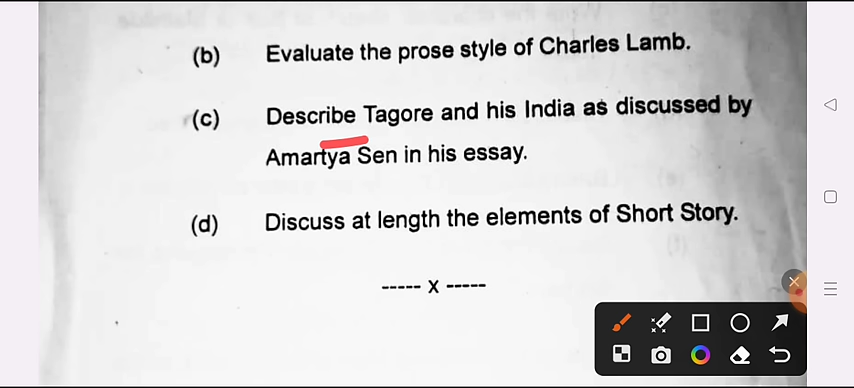 (b) Evaluate the prose style of Charles Lamb.
(c) Describe Tagore and his India as discussed by
Amartya Sen in his essay.
(d) Discuss at length the elements of Short Story.
----- X -----